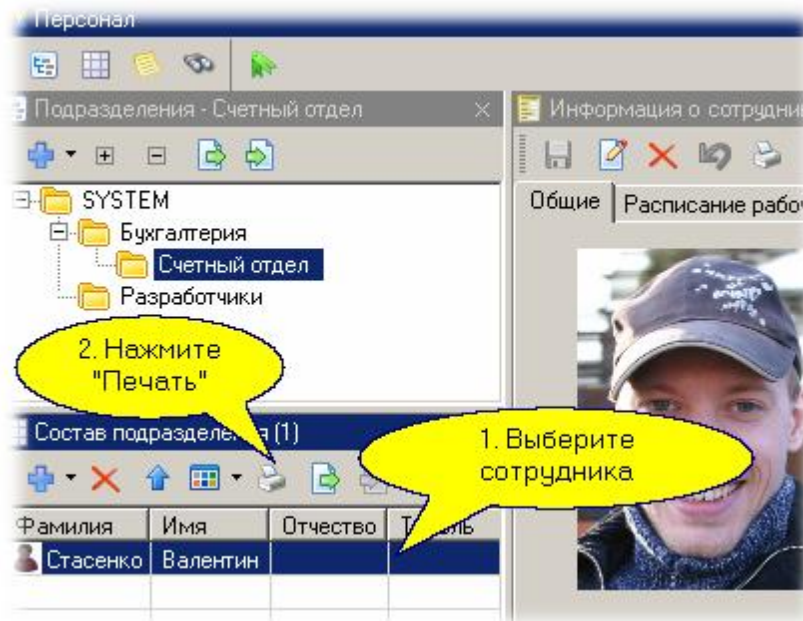 Персонал
Подразделения - Счетный отдел
Информация о сотрудни
Общие
Расписание рабо
SYSTEM
Бухгалтерия
Счетный отдел
Разработчики
2. Нажмите
"Печать"
Состав подразделения (1)
1. Выберите
сотрудника
Фамилия Имя Отчество
Стасенко Валентин